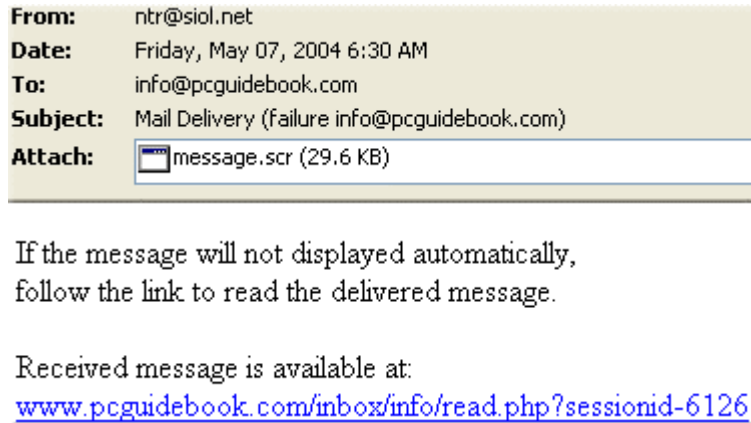 From: ntr@siol.net
Date: Friday, May 07, 2004 6:30 AM
To: info@pcguidebook.com
Subject: Mail Delivery (failure info@pcguidebook.com)
Attach: message.scr (29.6 KB)
If the message will not displayed automatically,
follow the link to read the delivered message.
Received message is available at:
www.pcguidebook.com/inbox/info/read.php?sessionid-6126